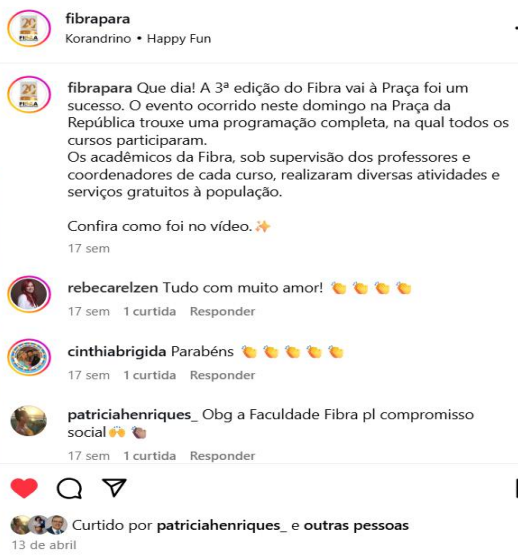 fibrapara
Korandrino • Happy Fun
fibrapara Que dia! A 3ª edição do Fibra vai à Praça foi um
sucesso. O evento ocorrido neste domingo na Praça da
República trouxe uma programação completa, na qual todos os
cursos participaram.
Os acadêmicos da Fibra, sob supervisão dos professores e
coordenadores de cada curso, realizaram diversas atividades e
serviços gratuitos à população.
Confira como foi no vídeo.✨
17 sem
rebecarelzen Tudo com muito amor! 👏 👏 👏 👏
17 sem 1 curtida Responder
cinthiabrigida Parabéns 👏 👏 👏 👏 👏
17 sem 1 curtida Responder
patriciahenriques_ Obg a Faculdade Fibra pl compromisso
social🙌 👏🏽
17 sem 1 curtida Responder
Curtido por patriciahenriques_ e outras pessoas
13 de abril